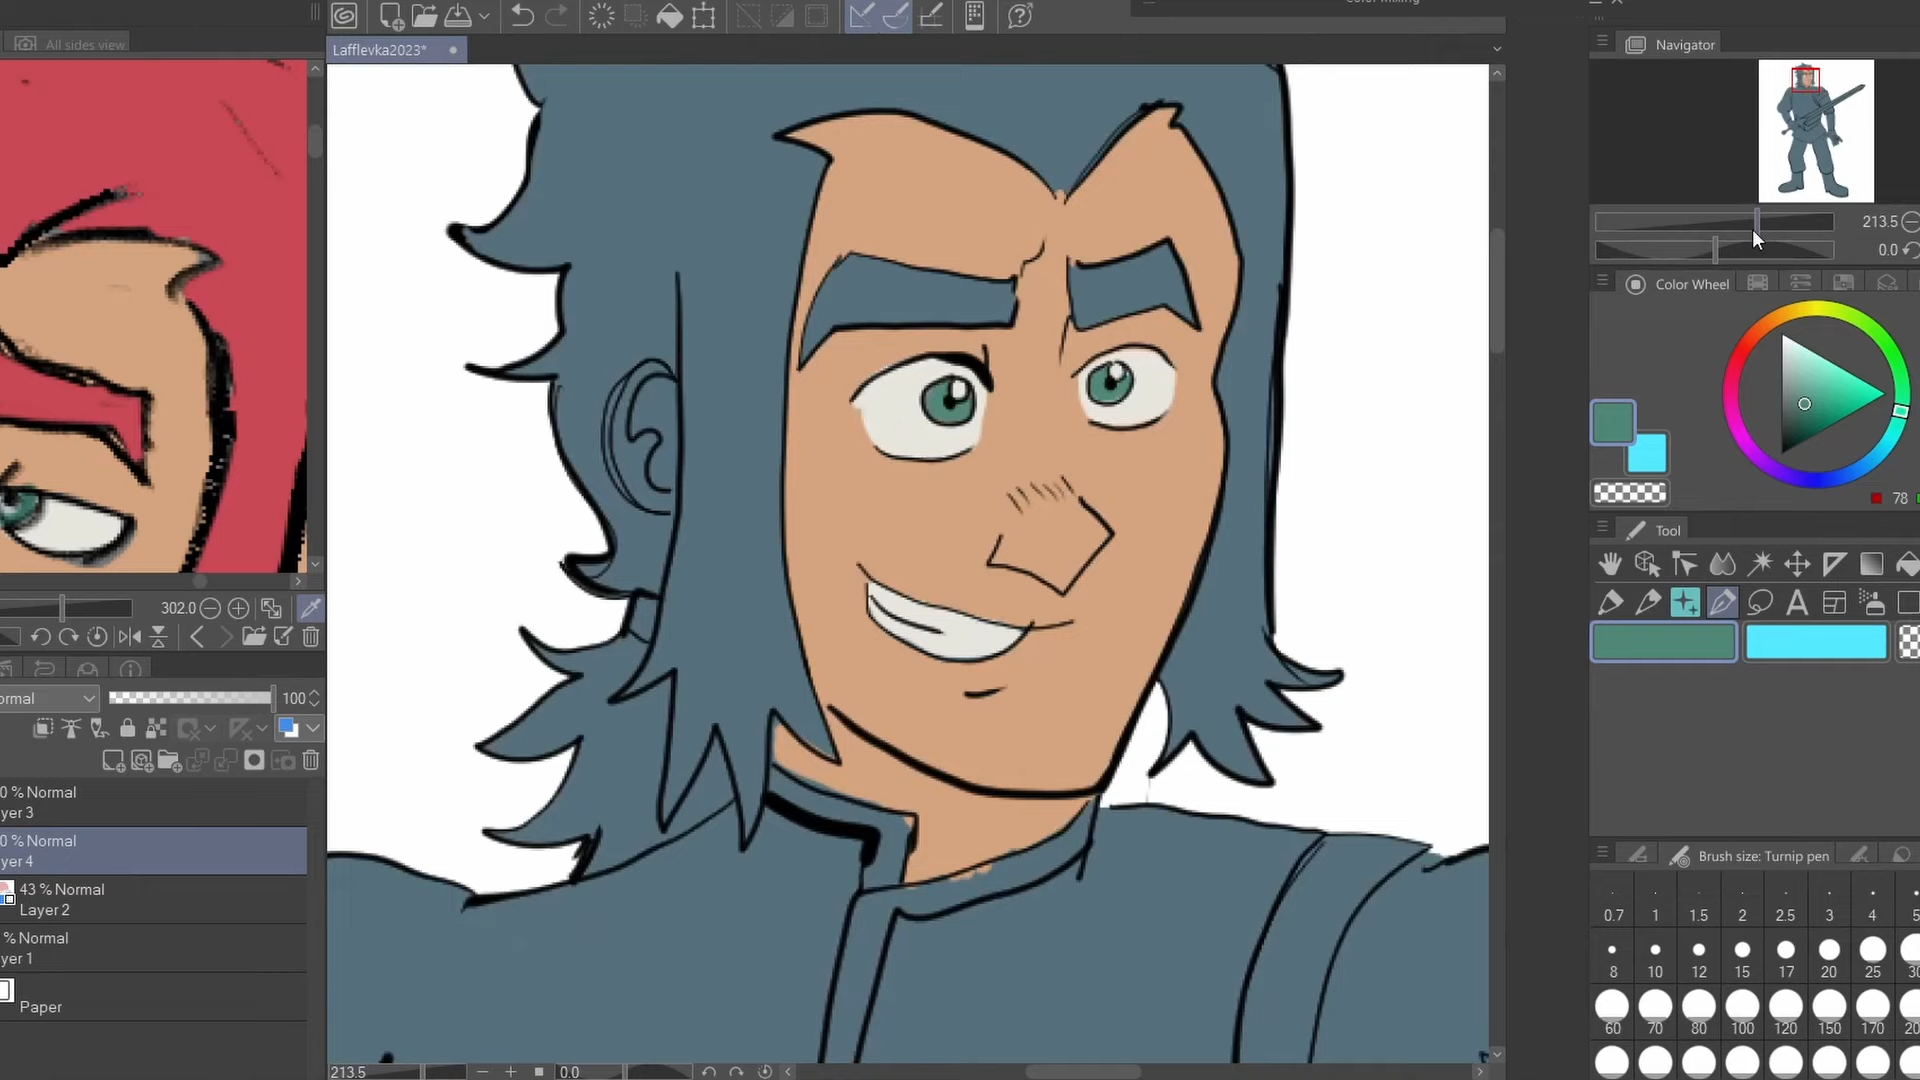 All sides view
Lafflevka2023*
Navigator
213.5
0.0
Color Wheel
78
Tool
302.0
100
ormal
0 % Normal
yer 3
0 % Normal
yer 4
43 % Normal
Layer 2
% Normal
yer 1
Paper
Brush size: Turnip pen
0.7 1 1.5 2 2.5 3 4 5
8 10 12 15 17 20 25 30
60 70 80 100 120 150 170 20
213.5
0.0